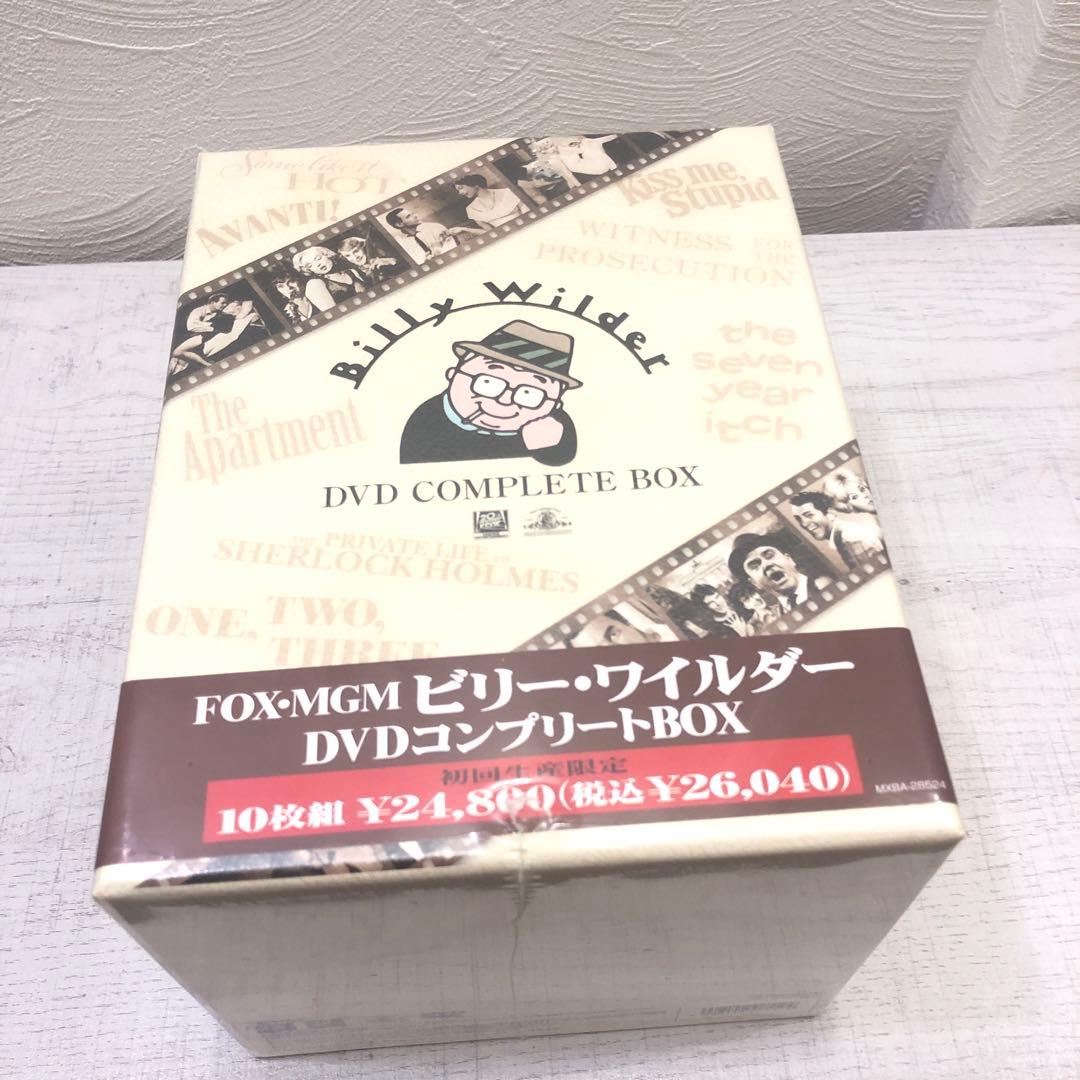 Some like it
HOT
AVANTI!
Kiss me,
Stupid
WITNESS FOR
THE
PROSECUTION
Billy Wilder
the
seven
year
itch
The
Apartment
DVD COMPLETE BOX
THE PRIVATE LIFE OF
SHERLOCK HOLMES
ONE, TWO,
THREE
FOX・MGM ビリー・ワイルダー
DVDコンプリートBOX
初回生産限定
10枚組 ¥24,800(税込¥26,040)
MXBA-28524